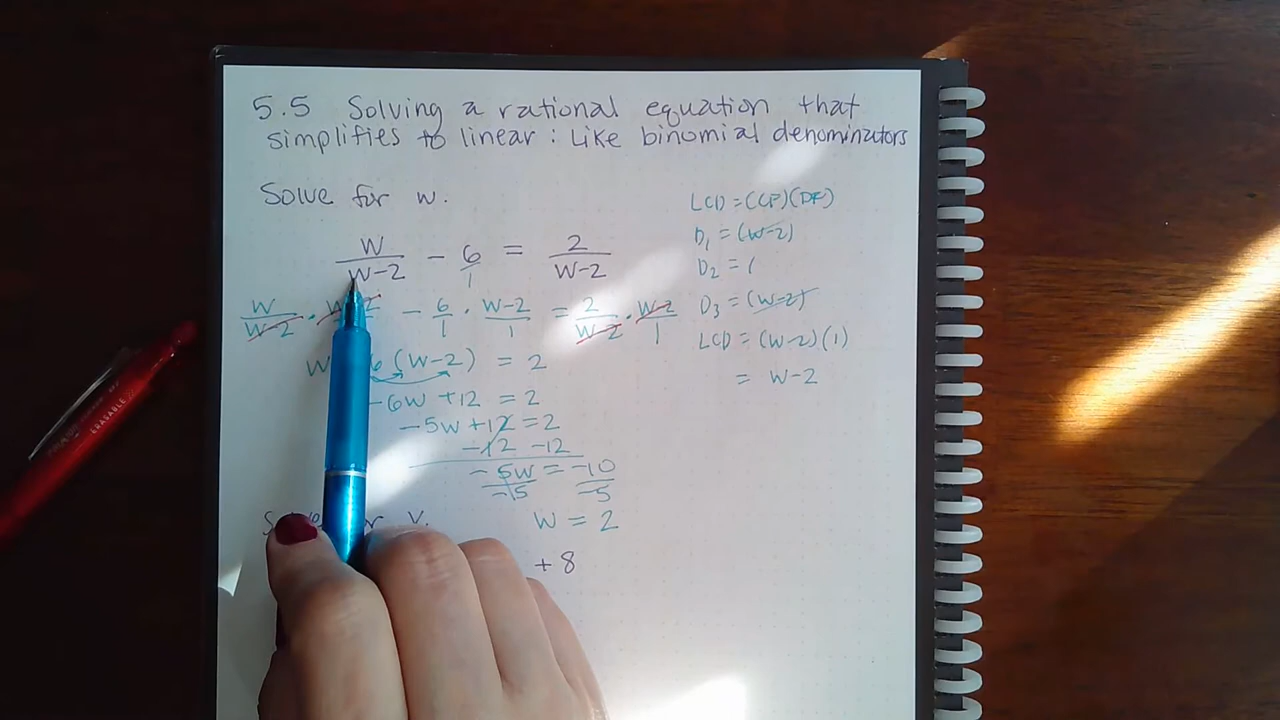 5.5 Solving a rational equation that
simplifies to linear: Like binomial denominators
Solve for w.
w/w-2 - 6/1 = 2/w-2
w/w-2 · - 6/1 · w-2/1 = 2/w-2 · w-2/1
w 6(w-2) = 2
-6w +12 = 2
-5w +12 = 2
-12 -12
-5w/-5 = -10/-5
w = 2
v.
+ 8
LCD = (CF)(DF)
D1 = (w-2)
D2 = 1
D3 = (w-2)
LCD = (w-2)(1)
= w-2
ERASABLE